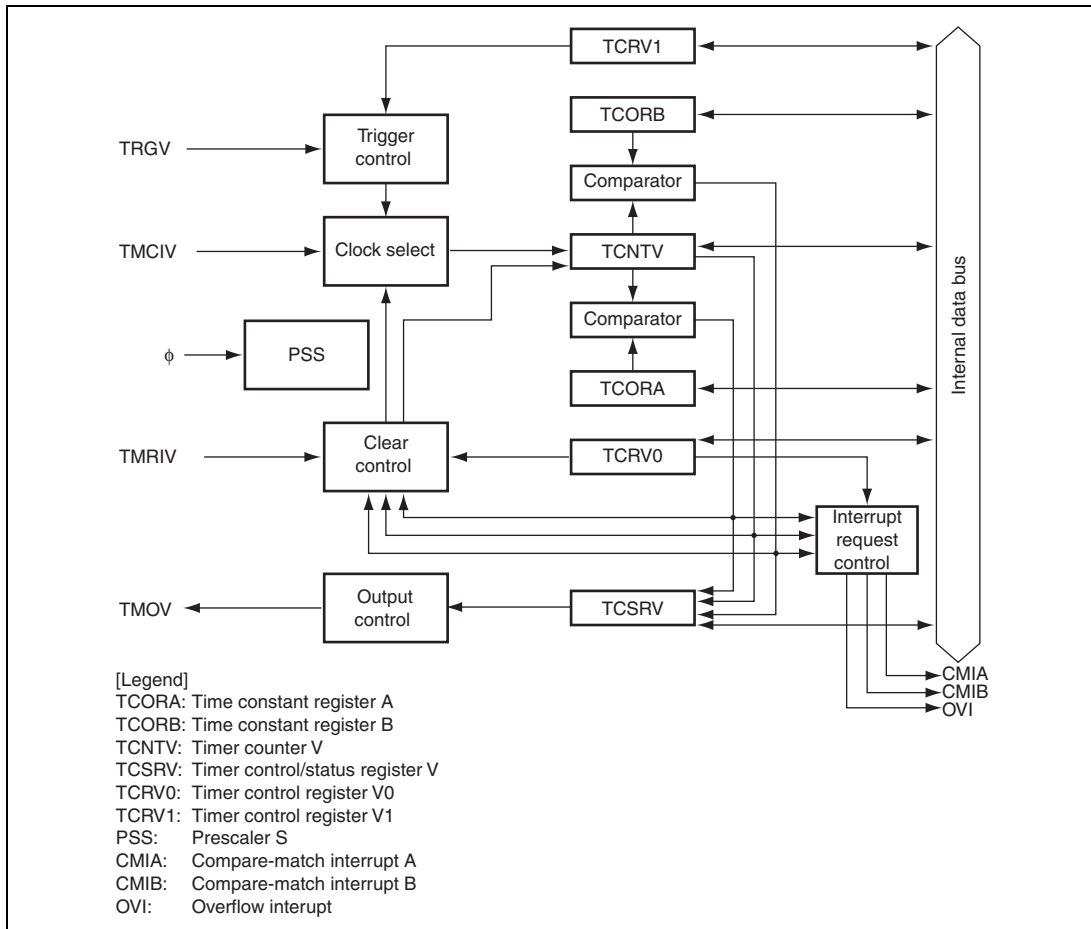 TCRV1
TCORB
TRGV
Trigger
control
Comparator
TMCIV
Clock select
TCNTV
Comparator
Internal data bus
ϕ
PSS
TCORA
TMRIV
Clear
control
TCRV0
Interrupt
request
control
TMOV
Output
control
TCSRV
CMIA
CMIB
OVI
[Legend]
TCORA: Time constant register A
TCORB: Time constant register B
TCNTV: Timer counter V
TCSRV: Timer control/status register V
TCRV0: Timer control register V0
TCRV1: Timer control register V1
PSS: Prescaler S
CMIA: Compare-match interrupt A
CMIB: Compare-match interrupt B
OVI: Overflow interupt